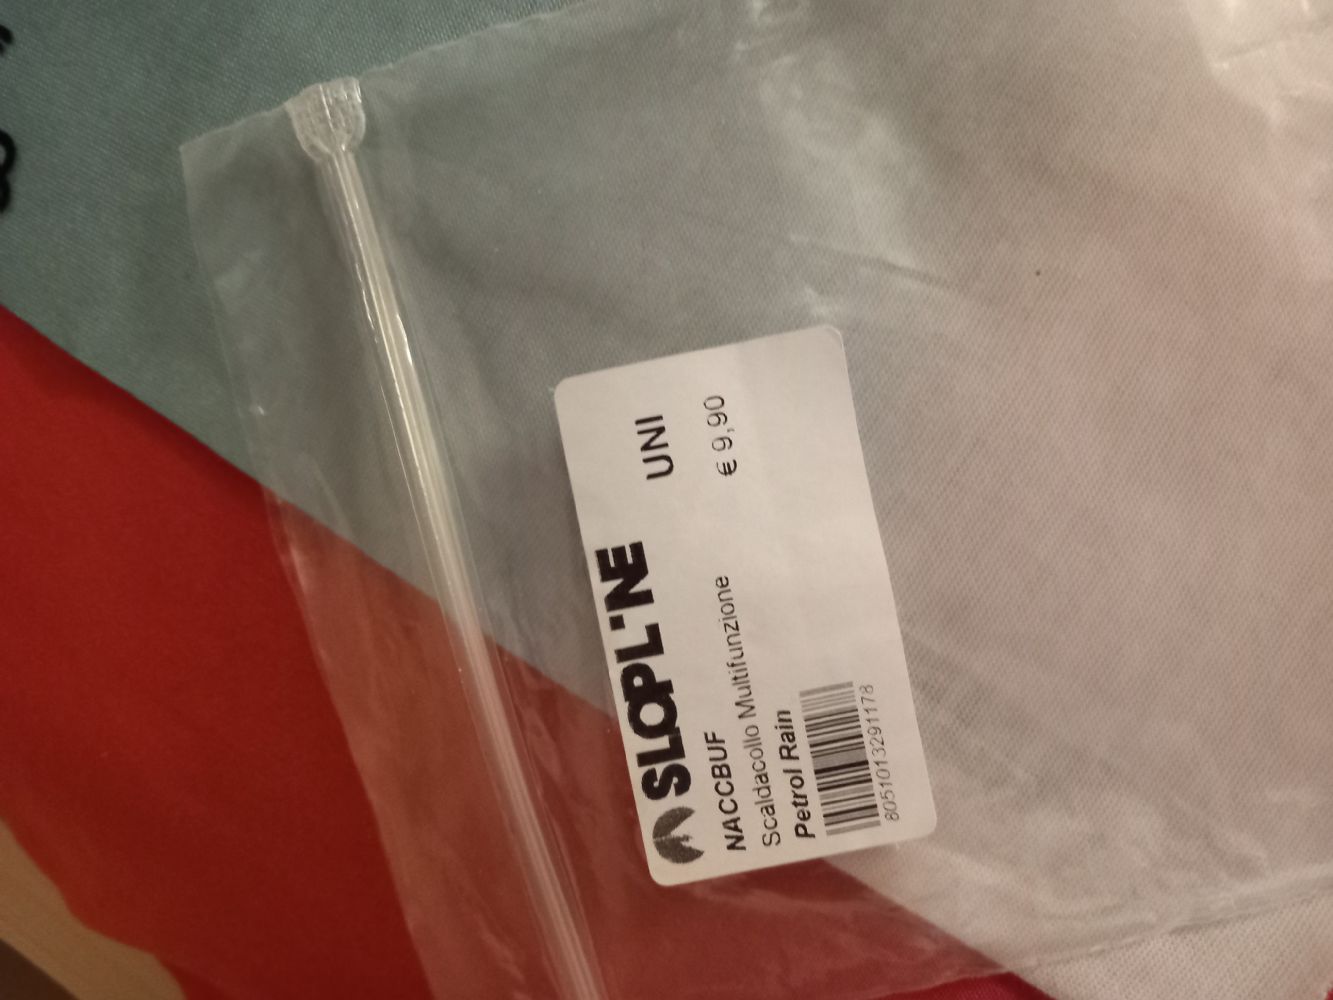 SLOPL'NE
UNI
NACCBUF
€ 9,90
Scaldacollo Multifunzione
Petrol Rain
8051013291178